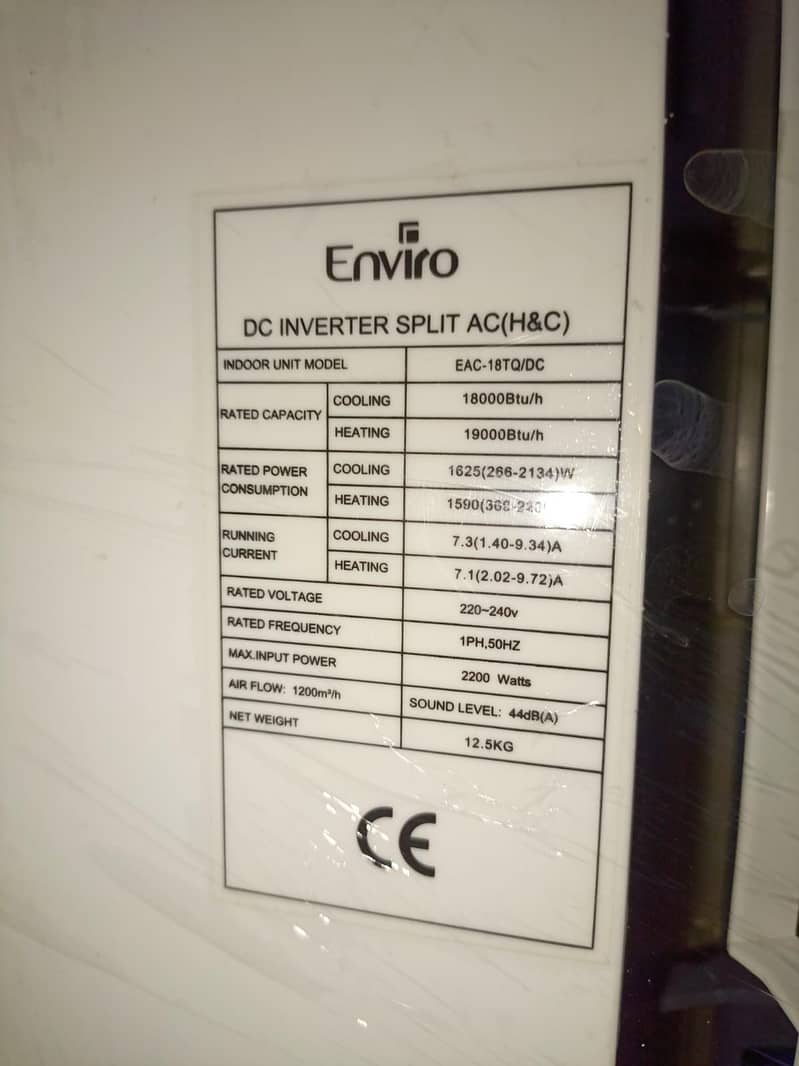 Enviro
DC INVERTER SPLIT AC(H&C)
INDOOR UNIT MODEL EAC-18TQ/DC
RATED CAPACITY COOLING 18000Btu/h
HEATING 19000Btu/h
RATED POWER CONSUMPTION COOLING 1625(266-2134)W
HEATING
RUNNING CURRENT COOLING 7.3(1.40-9.34)A
HEATING 7.1(2.02-9.72)A
RATED VOLTAGE 220~240v
RATED FREQUENCY 1PH,50HZ
MAX.INPUT POWER 2200 Watts
AIR FLOW: 1200m³/h SOUND LEVEL: 44dB(A)
NET WEIGHT 12.5KG
CE